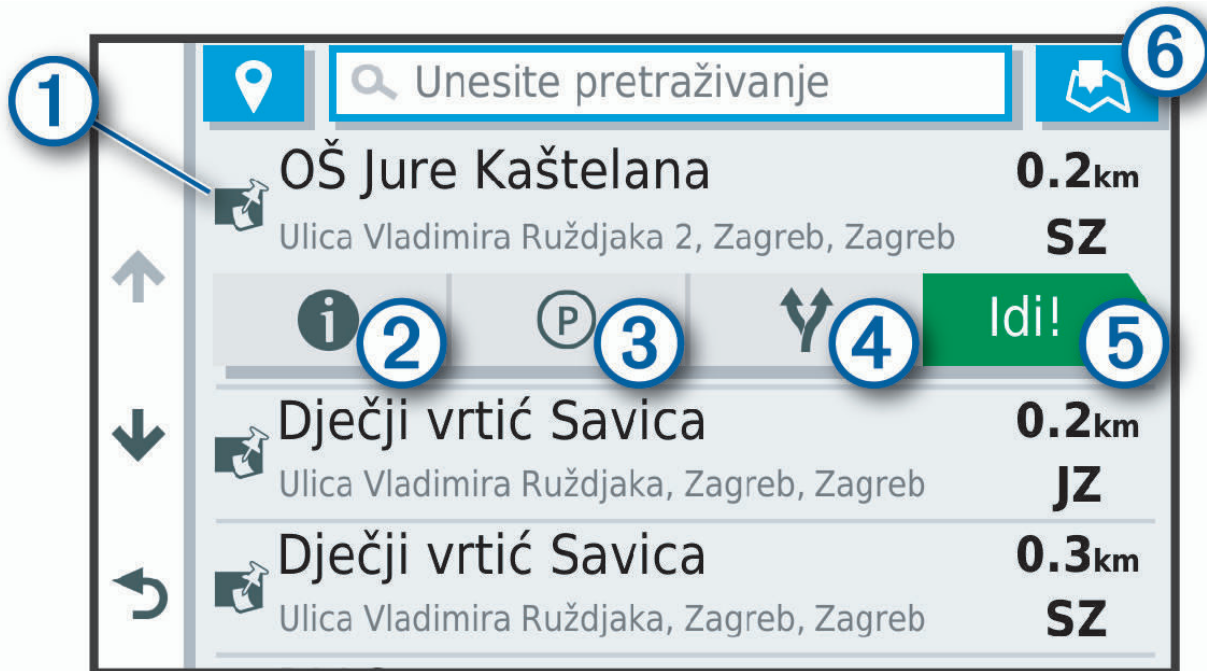 Unesite pretraživanje
6
1
OŠ Jure Kaštelana
0.2km
Ulica Vladimira Ruždjaka 2, Zagreb, Zagreb
SZ
i
2
P
3
4
Idi!
5
Dječji vrtić Savica
0.2km
Ulica Vladimira Ruždjaka, Zagreb, Zagreb
JZ
Dječji vrtić Savica
0.3km
Ulica Vladimira Ruždjaka, Zagreb, Zagreb
SZ